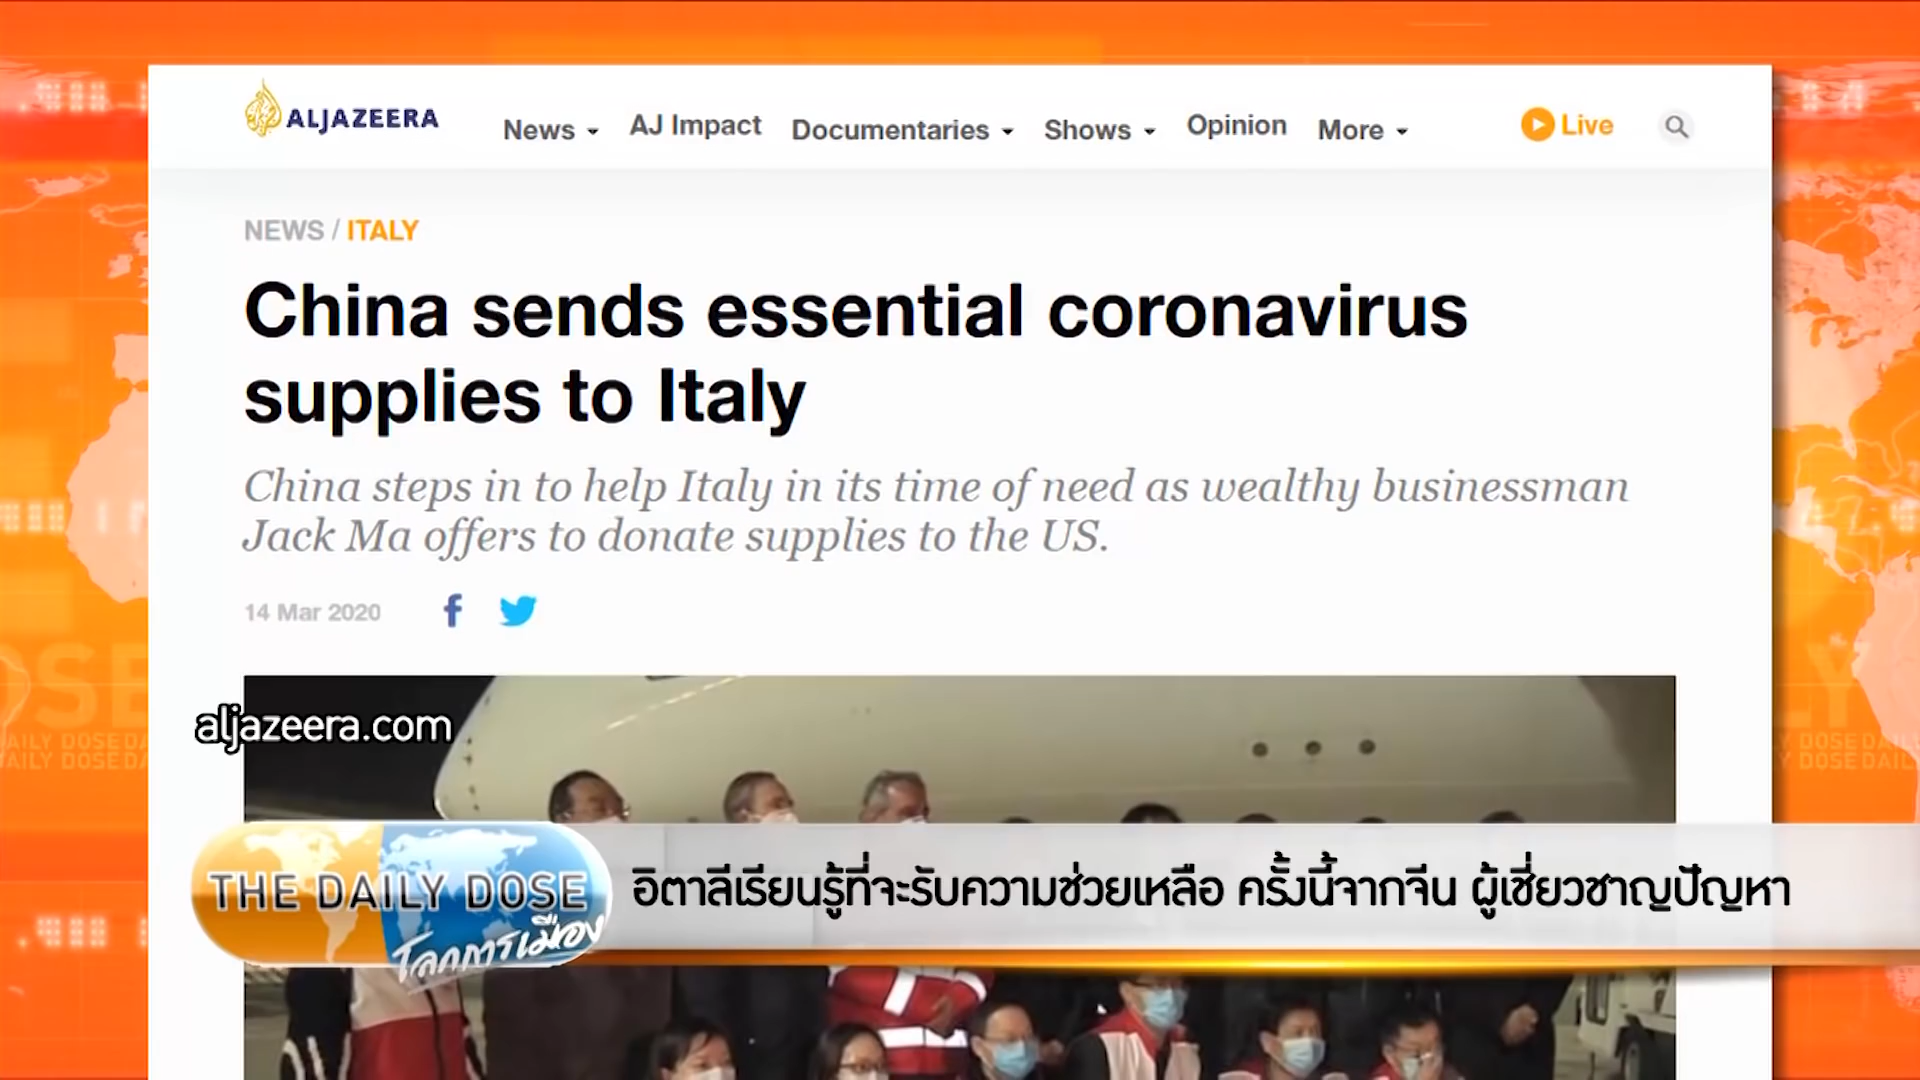 ALJAZEERA
News
AJ Impact
Documentaries
Shows
Opinion
More
Live
NEWS / ITALY
China sends essential coronavirus
supplies to Italy
China steps in to help Italy in its time of need as wealthy businessman
Jack Ma offers to donate supplies to the US.
14 Mar 2020
aljazeera.com
THE DAILY DOSE
โลกการเมือง
อิตาลีเรียนรู้ที่จะรับความช่วยเหลือ ครั้งนี้จากจีน ผู้เชี่ยวชาญปัญหา